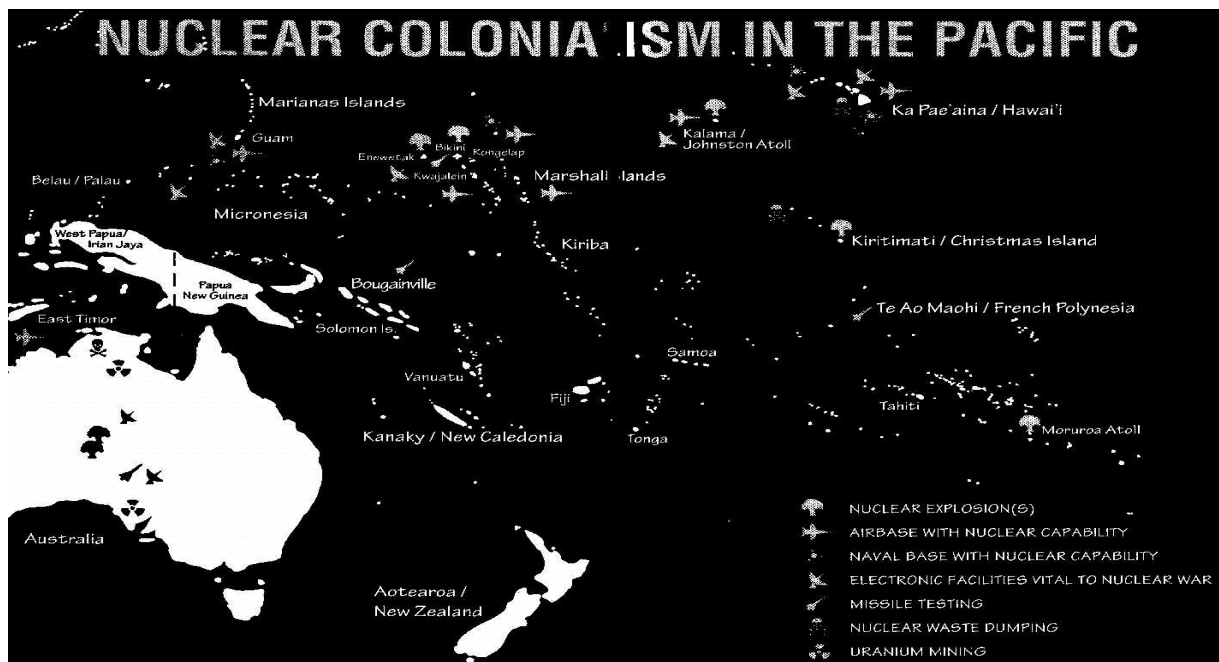 NUCLEAR COLONIA ISM IN THE PACIFIC
Marianas Islands
Guam
Belau / Palau
Micronesia
Enewetak
Bikini
Rongelap
Kwajalein
Marshall  lands
Kalama /
Johnston Atoll
Ka Pae'aina / Hawai'i
West Papua/
Irian Jaya
Papua
New Guinea
Kiriba
Kiritimati / Christmas Island
Bougainville
East Timor
Solomon Is.
Te Ao Maohi / French Polynesia
Samoa
Vanuatu
Fiji
Tahiti
Kanaky / New Caledonia
Tonga
Moruroa Atoll
Australia
Aotearoa /
New Zealand
NUCLEAR EXPLOSION(S)
AIRBASE WITH NUCLEAR CAPABILITY
NAVAL BASE WITH NUCLEAR CAPABILITY
ELECTRONIC FACILITIES VITAL TO NUCLEAR WAR
MISSILE TESTING
NUCLEAR WASTE DUMPING
URANIUM MINING